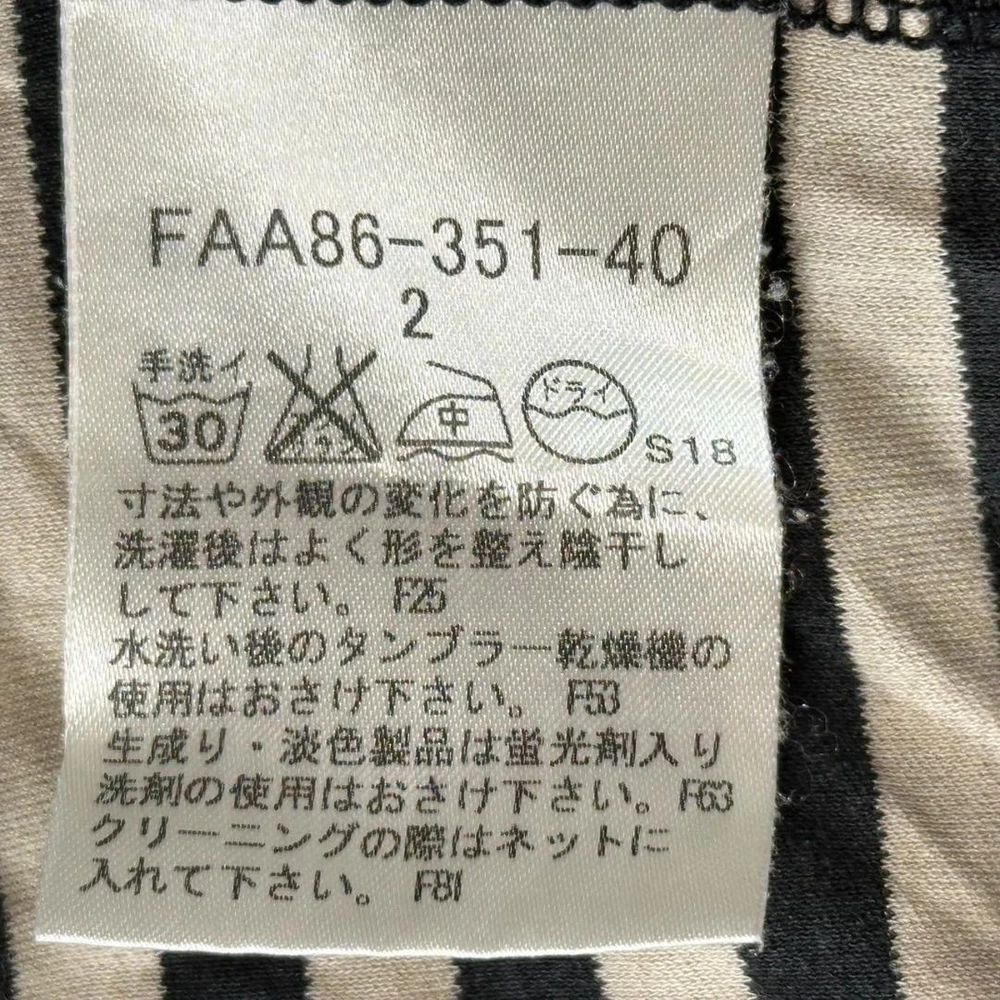 FAA86-351-40
2
手洗イ 30 中 ドライ S18
寸法や外観の変化を防ぐ為に、
洗濯後はよく形を整え陰干し
して下さい。 F25
水洗い後のタンブラー乾燥機の
使用はおさけ下さい。 F53
生成り・淡色製品は蛍光剤入り
洗剤の使用はおさけ下さい。F63
クリーニングの際はネットに
入れて下さい。 F81